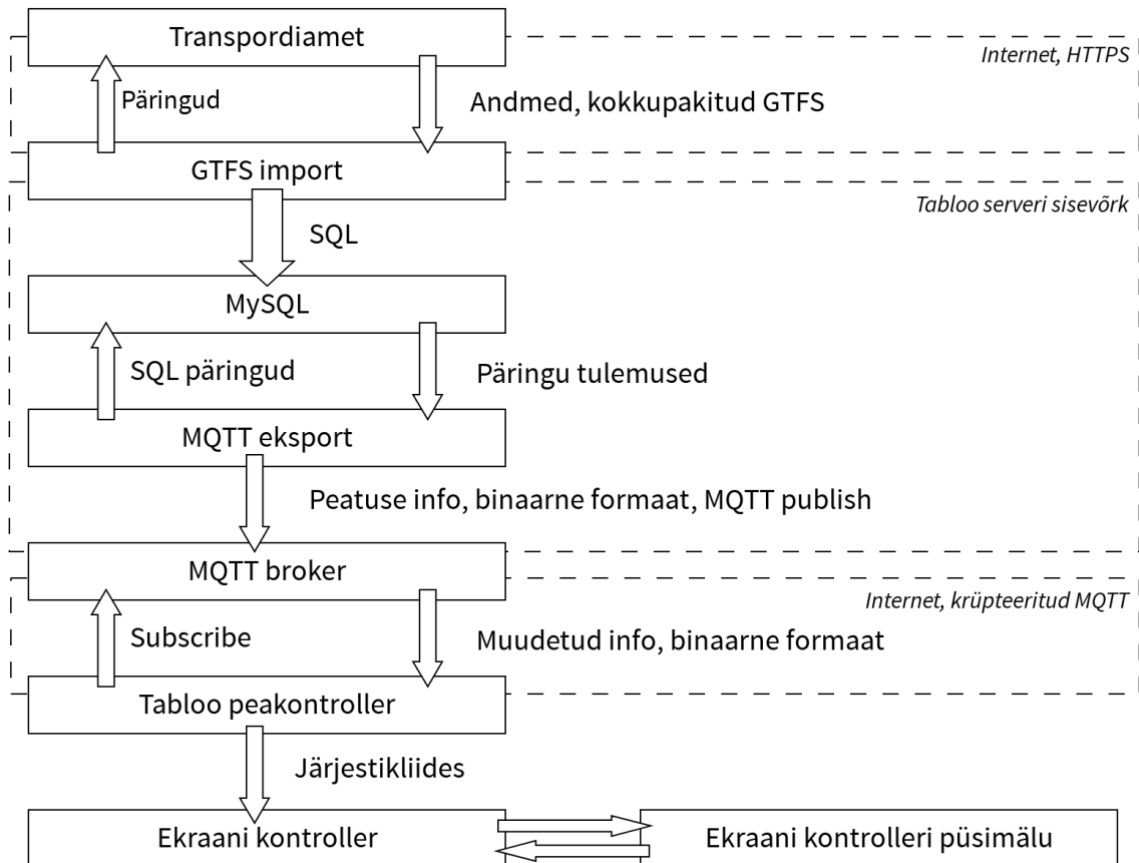 Transpordiamet
Internet, HTTPS
Päringud
Andmed, kokkupakitud GTFS
GTFS import
Tabloo serveri sisevõrk
SQL
MySQL
SQL päringud
Päringu tulemused
MQTT eksport
Peatuse info, binaarne formaat, MQTT publish
MQTT broker
Internet, krüpteeritud MQTT
Subscribe
Muudetud info, binaarne formaat
Tabloo peakontroller
Järjestikliides
Ekraani kontroller
Ekraani kontrolleri püsimälu